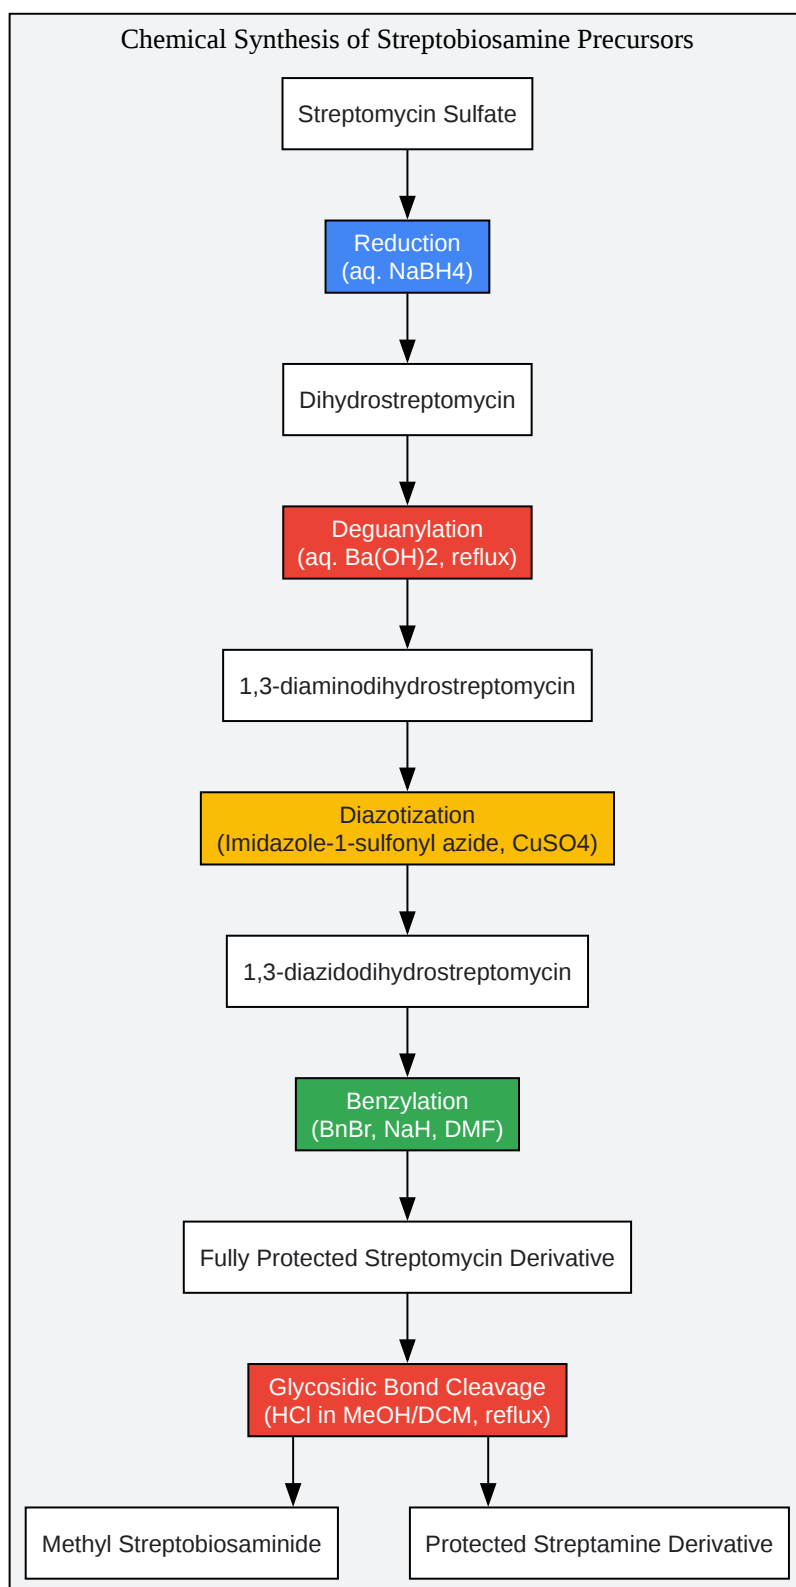 Chemical Synthesis of Streptobiosamine Precursors
Streptomycin Sulfate
Reduction
(aq. NaBH4)
Dihydrostreptomycin
Deguanylation
(aq. Ba(OH)2, reflux)
1,3-diaminodihydrostreptomycin
Diazotization
(Imidazole-1-sulfonyl azide, CuSO4)
1,3-diazidodihydrostreptomycin
Benzylation
(BnBr, NaH, DMF)
Fully Protected Streptomycin Derivative
Glycosidic Bond Cleavage
(HCl in MeOH/DCM, reflux)
Methyl Streptobiosaminide
Protected Streptamine Derivative